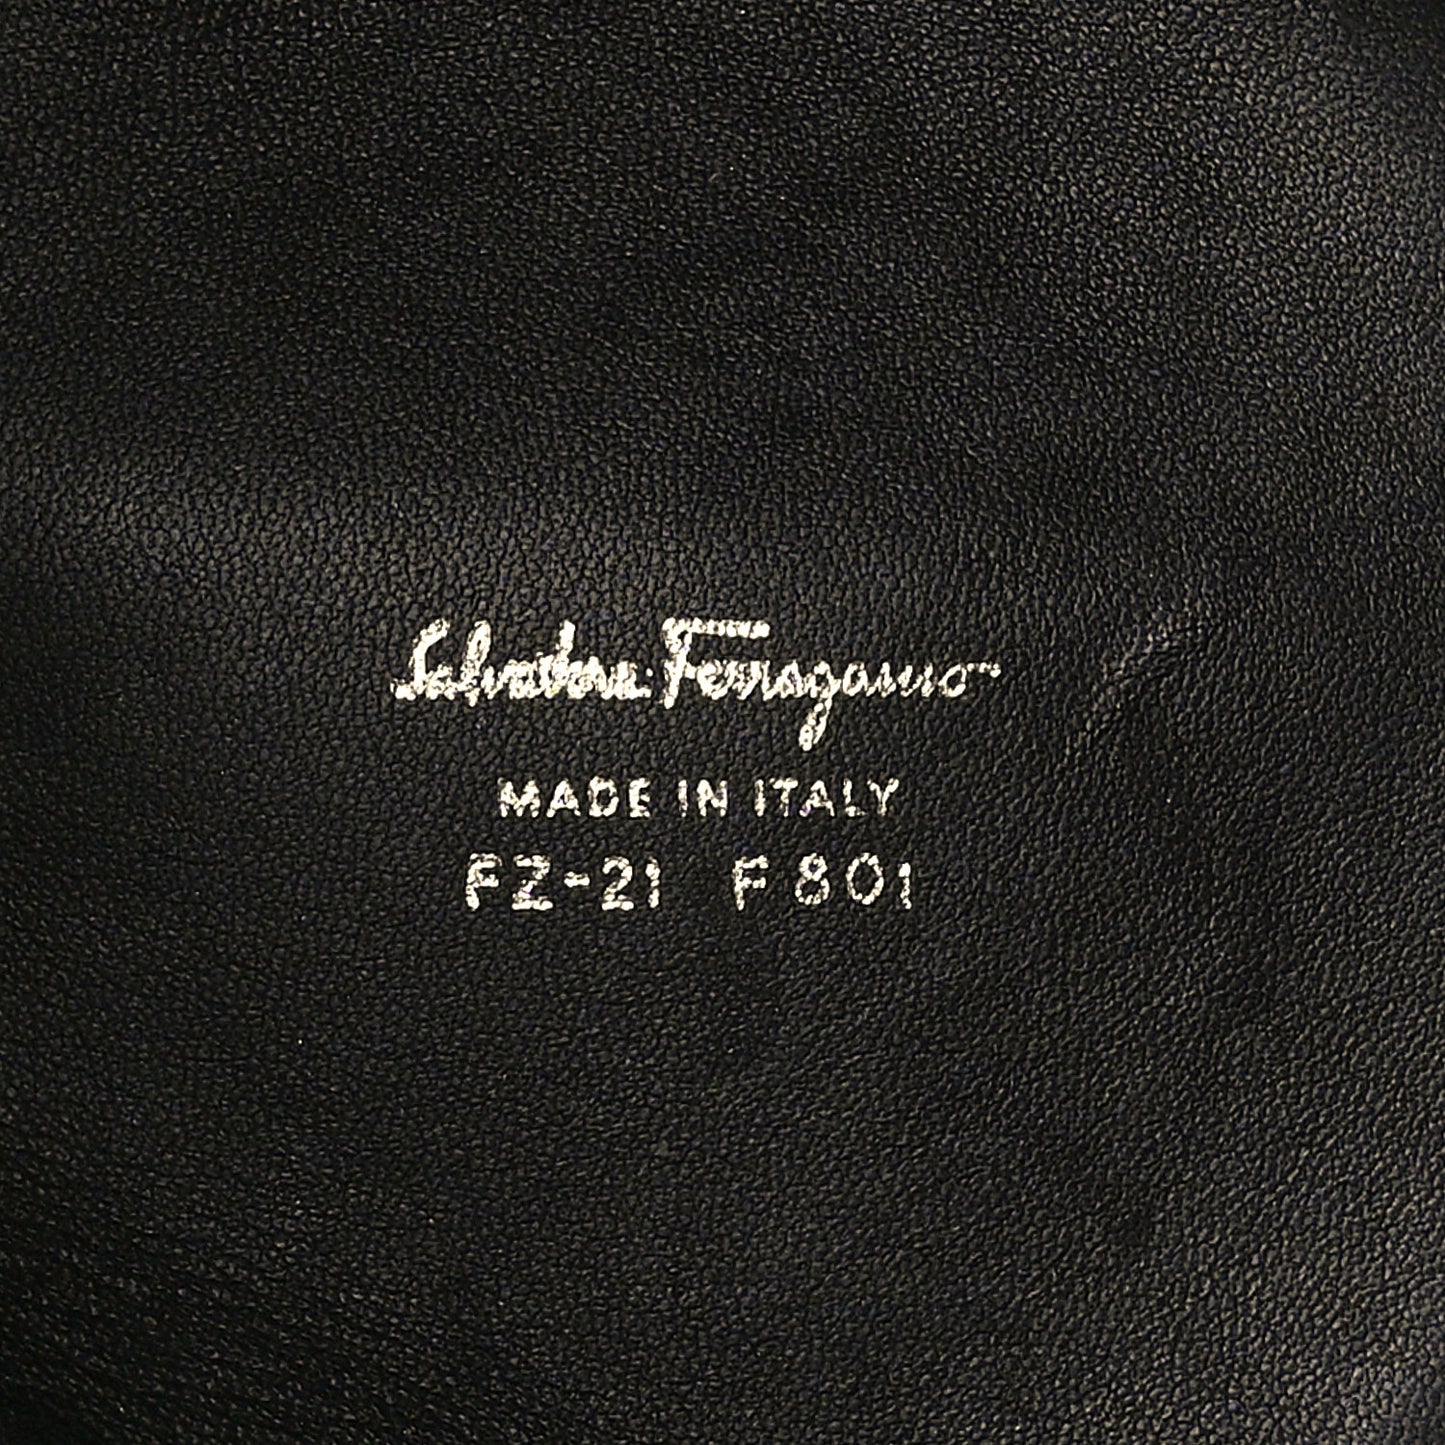 Salvatore Ferragamo
MADE IN ITALY
FZ-21 F801